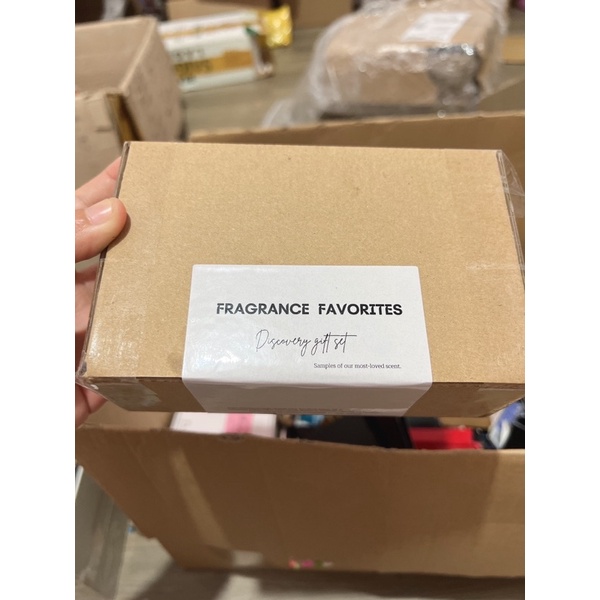 FRAGRANCE FAVORITES
Discovery gift set
Samples of our most-loved scent.